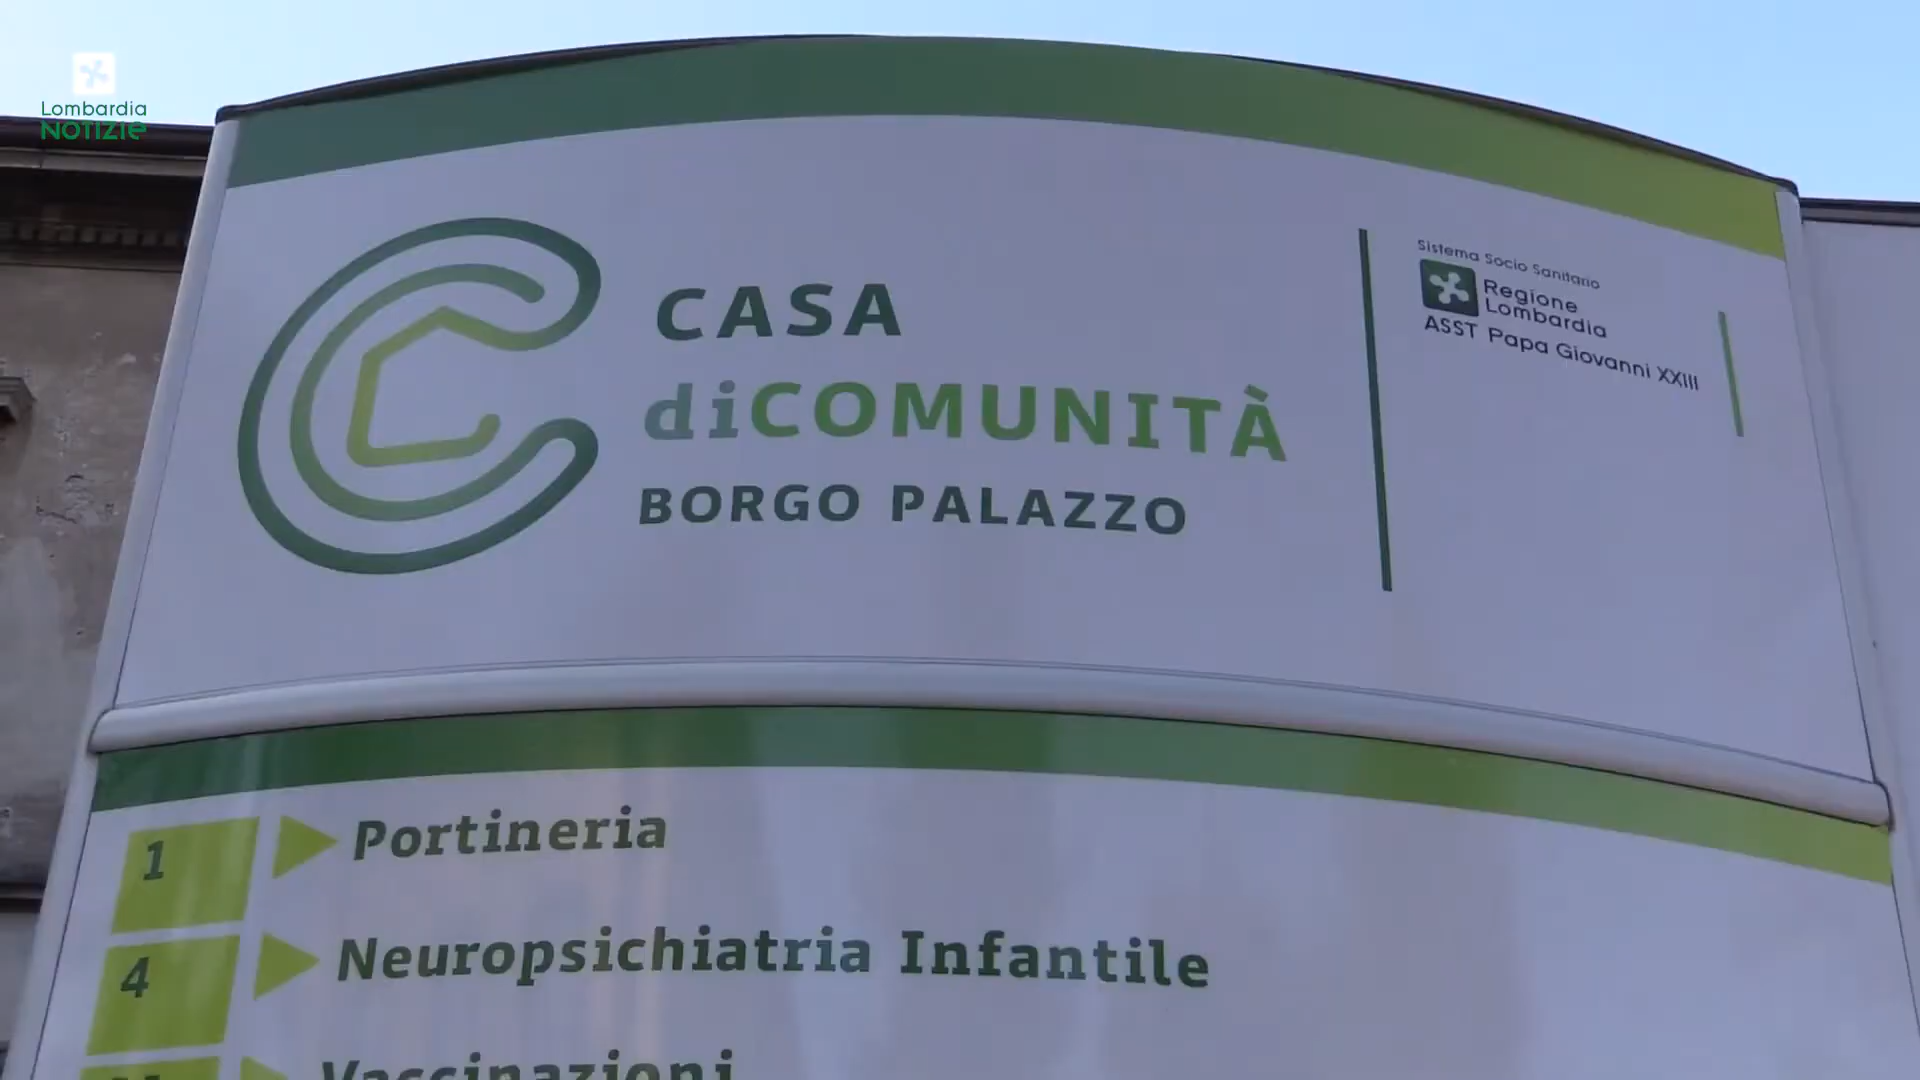 Lombardia
NOTIZIE
CASA
diCOMUNITÀ
BORGO PALAZZO
Sistema Socio Sanitario
Regione
Lombardia
ASST Papa Giovanni XXIII
1 Portineria
4 Neuropsichiatria Infantile
Vaccinazioni